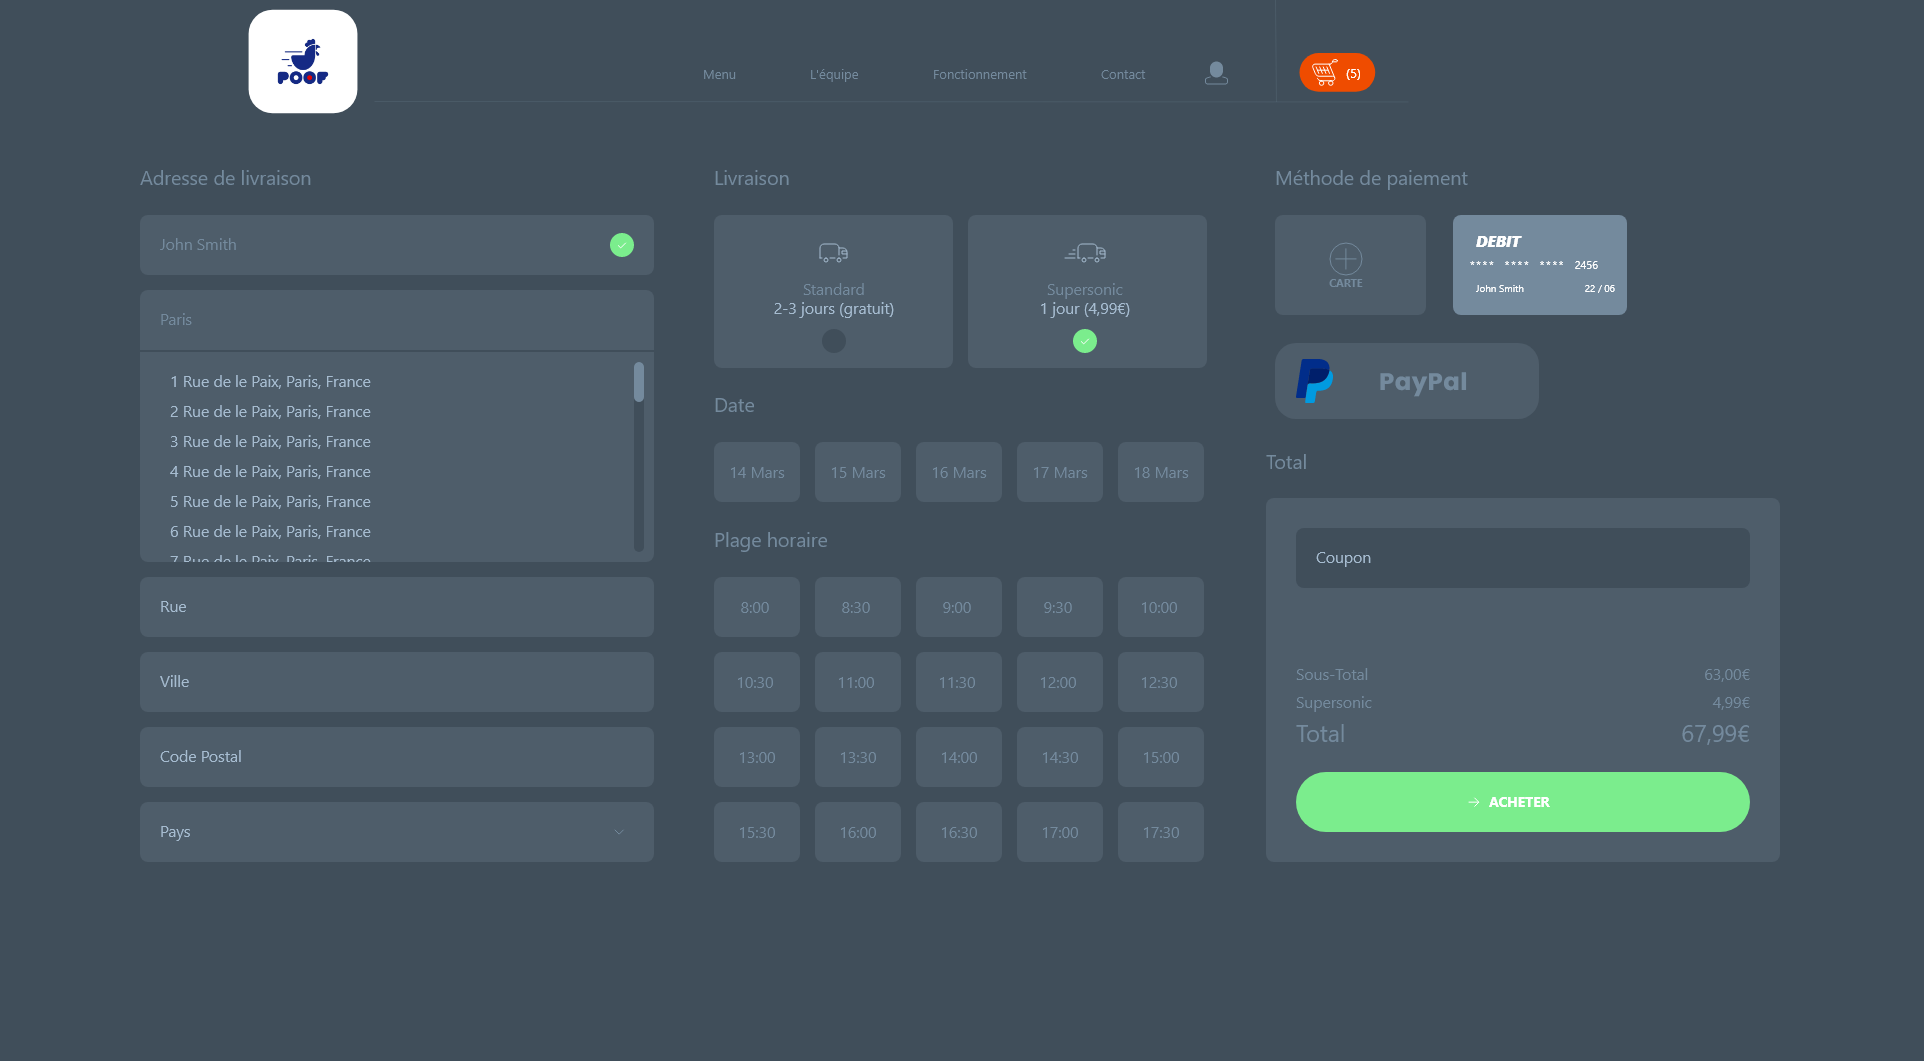 POOF
Menu
L'équipe
Fonctionnement
Contact
(5)
Adresse de livraison
John Smith
Paris
1 Rue de le Paix, Paris, France
2 Rue de le Paix, Paris, France
3 Rue de le Paix, Paris, France
4 Rue de le Paix, Paris, France
5 Rue de le Paix, Paris, France
6 Rue de le Paix, Paris, France
7 Rue de le Paix, Paris, France
Rue
Ville
Code Postal
Pays
Livraison
Standard
2-3 jours (gratuit)
Supersonic
1 jour (4,99€)
Date
14 Mars
15 Mars
16 Mars
17 Mars
18 Mars
Plage horaire
8:00
8:30
9:00
9:30
10:00
10:30
11:00
11:30
12:00
12:30
13:00
13:30
14:00
14:30
15:00
15:30
16:00
16:30
17:00
17:30
Méthode de paiement
CARTE
DEBIT
**** **** **** 2456
John Smith 22 / 06
PayPal
Total
Coupon
Sous-Total 63,00€
Supersonic 4,99€
Total 67,99€
ACHETER